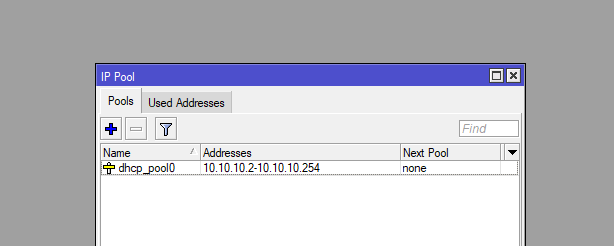 IP Pool
Pools Used Addresses
Find
Name Addresses Next Pool
dhcp_pool0 10.10.10.2-10.10.10.254 none